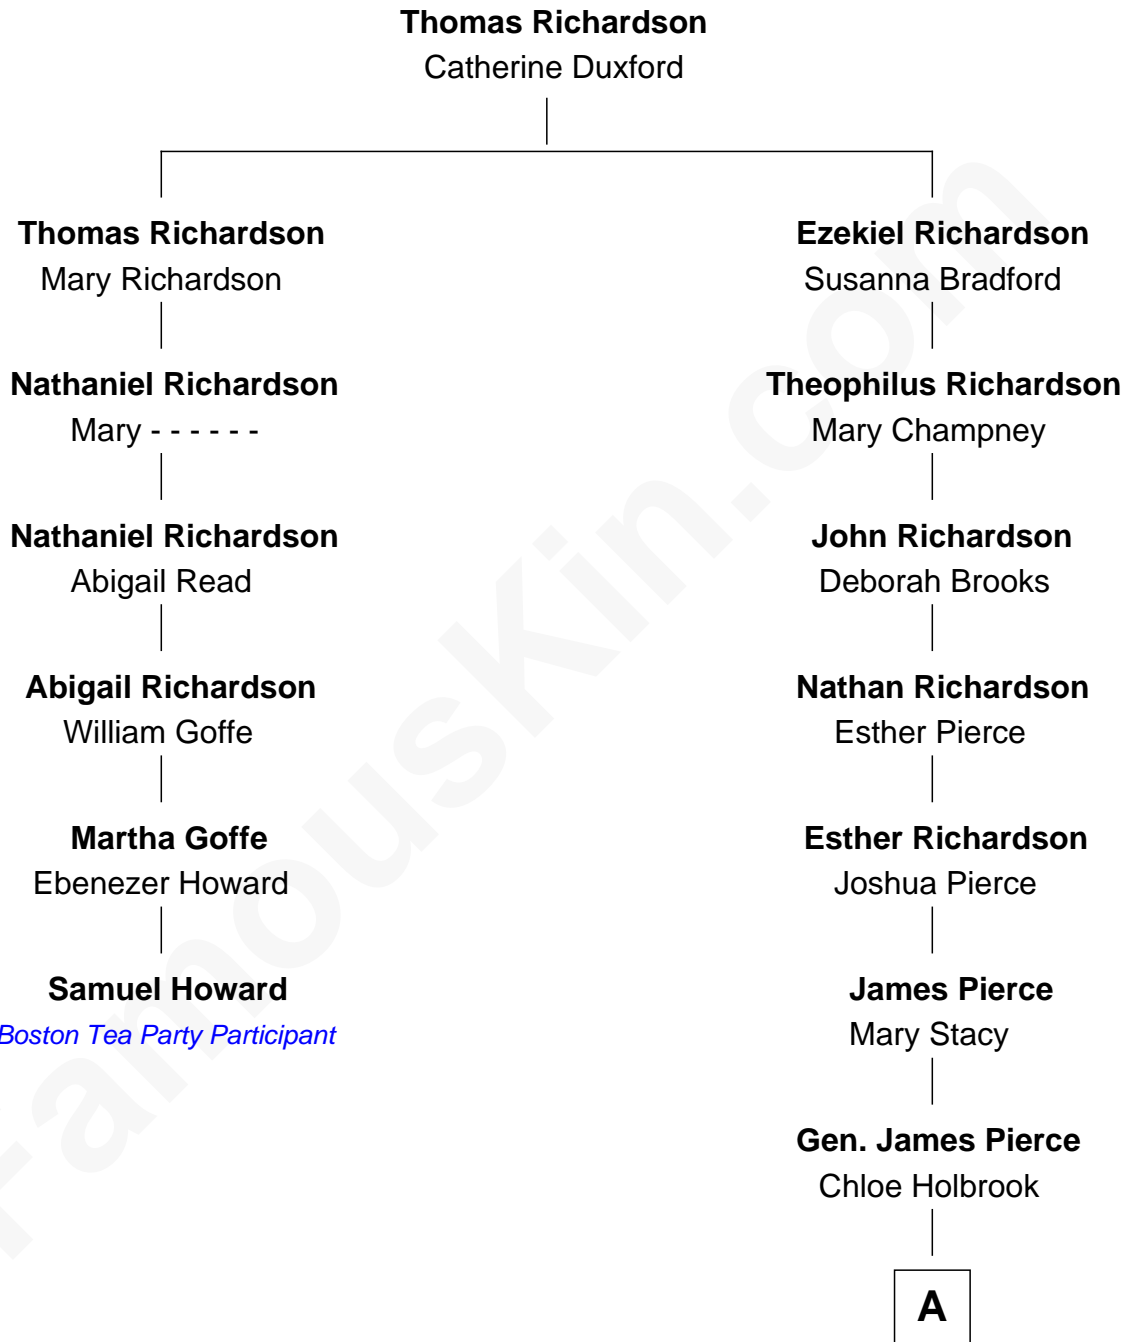 Thomas Richardson
Catherine Duxford
Thomas Richardson
Mary Richardson
Nathaniel Richardson
Mary - - - - - -
Nathaniel Richardson
Abigail Read
Abigail Richardson
William Goffe
Martha Goffe
Ebenezer Howard
Samuel Howard
Boston Tea Party Participant
Ezekiel Richardson
Susanna Bradford
Theophilus Richardson
Mary Champney
John Richardson
Deborah Brooks
Nathan Richardson
Esther Pierce
Esther Richardson
Joshua Pierce
James Pierce
Mary Stacy
Gen. James Pierce
Chloe Holbrook
A
FamousKin.com